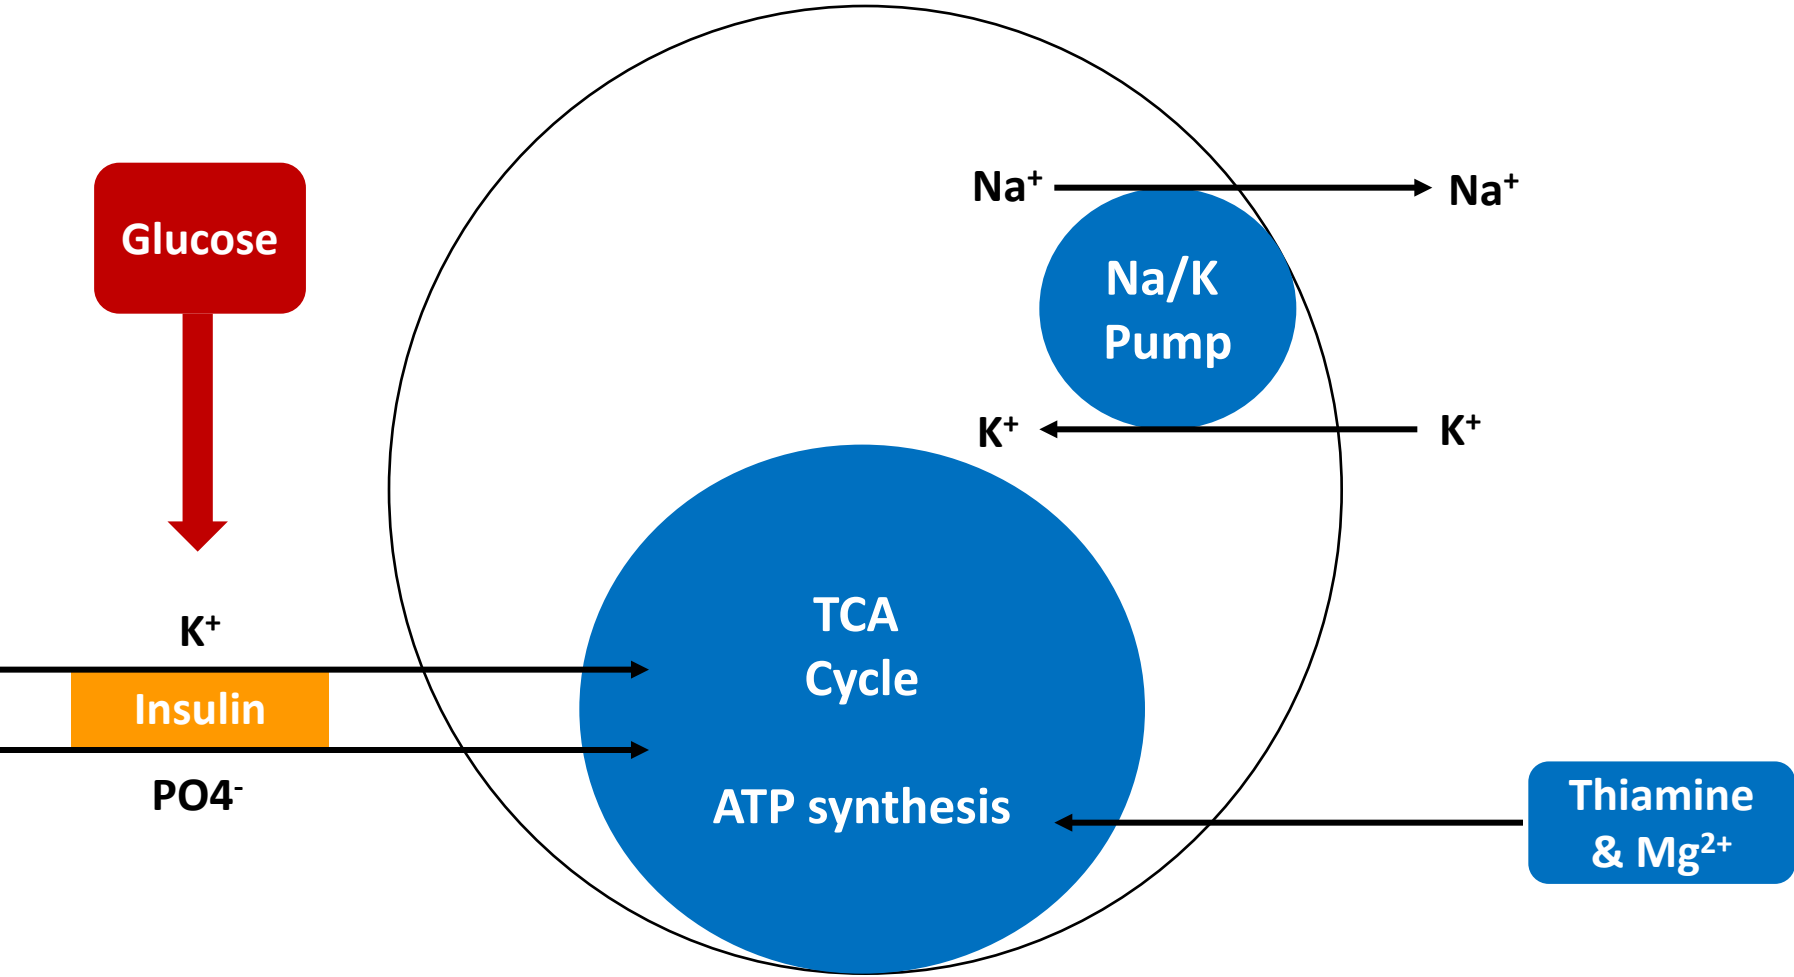 Na⁺
Na⁺
Glucose
Na/K
Pump
K⁺
K⁺
TCA
Cycle
K⁺
Insulin
PO4⁻
ATP synthesis
Thiamine
& Mg²⁺